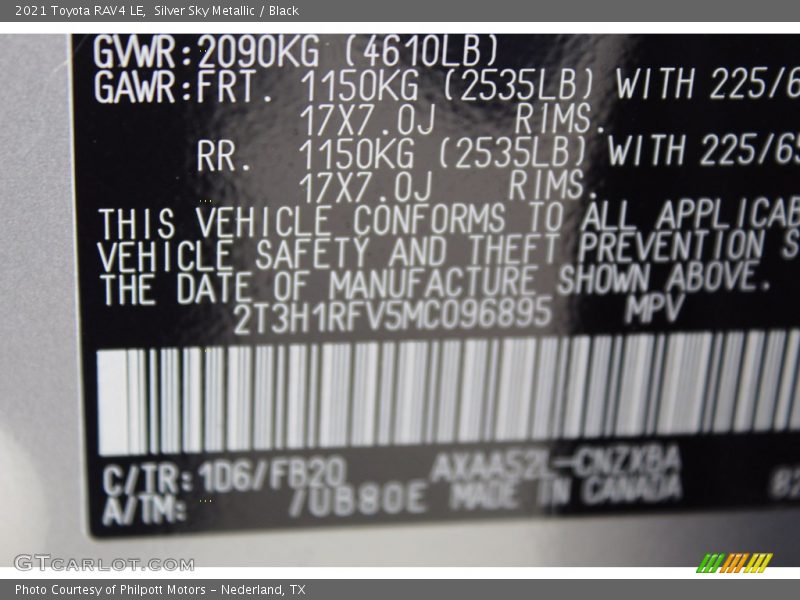 2021 Toyota RAV4 LE, Silver Sky Metallic / Black
GVWR:2090KG (4610LB)
GAWR:FRT. 1150KG (2535LB) WITH 225/6
17X7.0J RIMS.
RR. 1150KG (2535LB) WITH 225/65
17X7.0J RIMS.
THIS VEHICLE CONFORMS TO ALL APPLICAB
VEHICLE SAFETY AND THEFT PREVENTION S
THE DATE OF MANUFACTURE SHOWN ABOVE.
2T3H1RFV5MC096895 MPV
C/TR:1D6/FB20 AXAA52L-CNZXBA
A/TM: /UB80E MADE IN CANADA 82
GTCARLOT.COM
Photo Courtesy of Philpott Motors - Nederland, TX